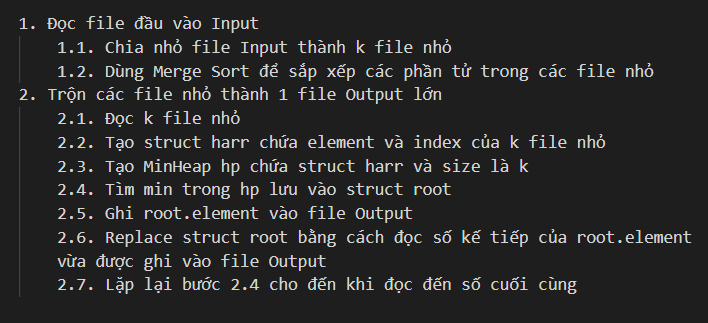 1. Đọc file đầu vào Input
1.1. Chia nhỏ file Input thành k file nhỏ
1.2. Dùng Merge Sort để sắp xếp các phần tử trong các file nhỏ
2. Trộn các file nhỏ thành 1 file Output lớn
2.1. Đọc k file nhỏ
2.2. Tạo struct harr chứa element và index của k file nhỏ
2.3. Tạo MinHeap hp chứa struct harr và size là k
2.4. Tìm min trong hp lưu vào struct root
2.5. Ghi root.element vào file Output
2.6. Replace struct root bằng cách đọc số kế tiếp của root.element
vừa được ghi vào file Output
2.7. Lặp lại bước 2.4 cho đến khi đọc đến số cuối cùng